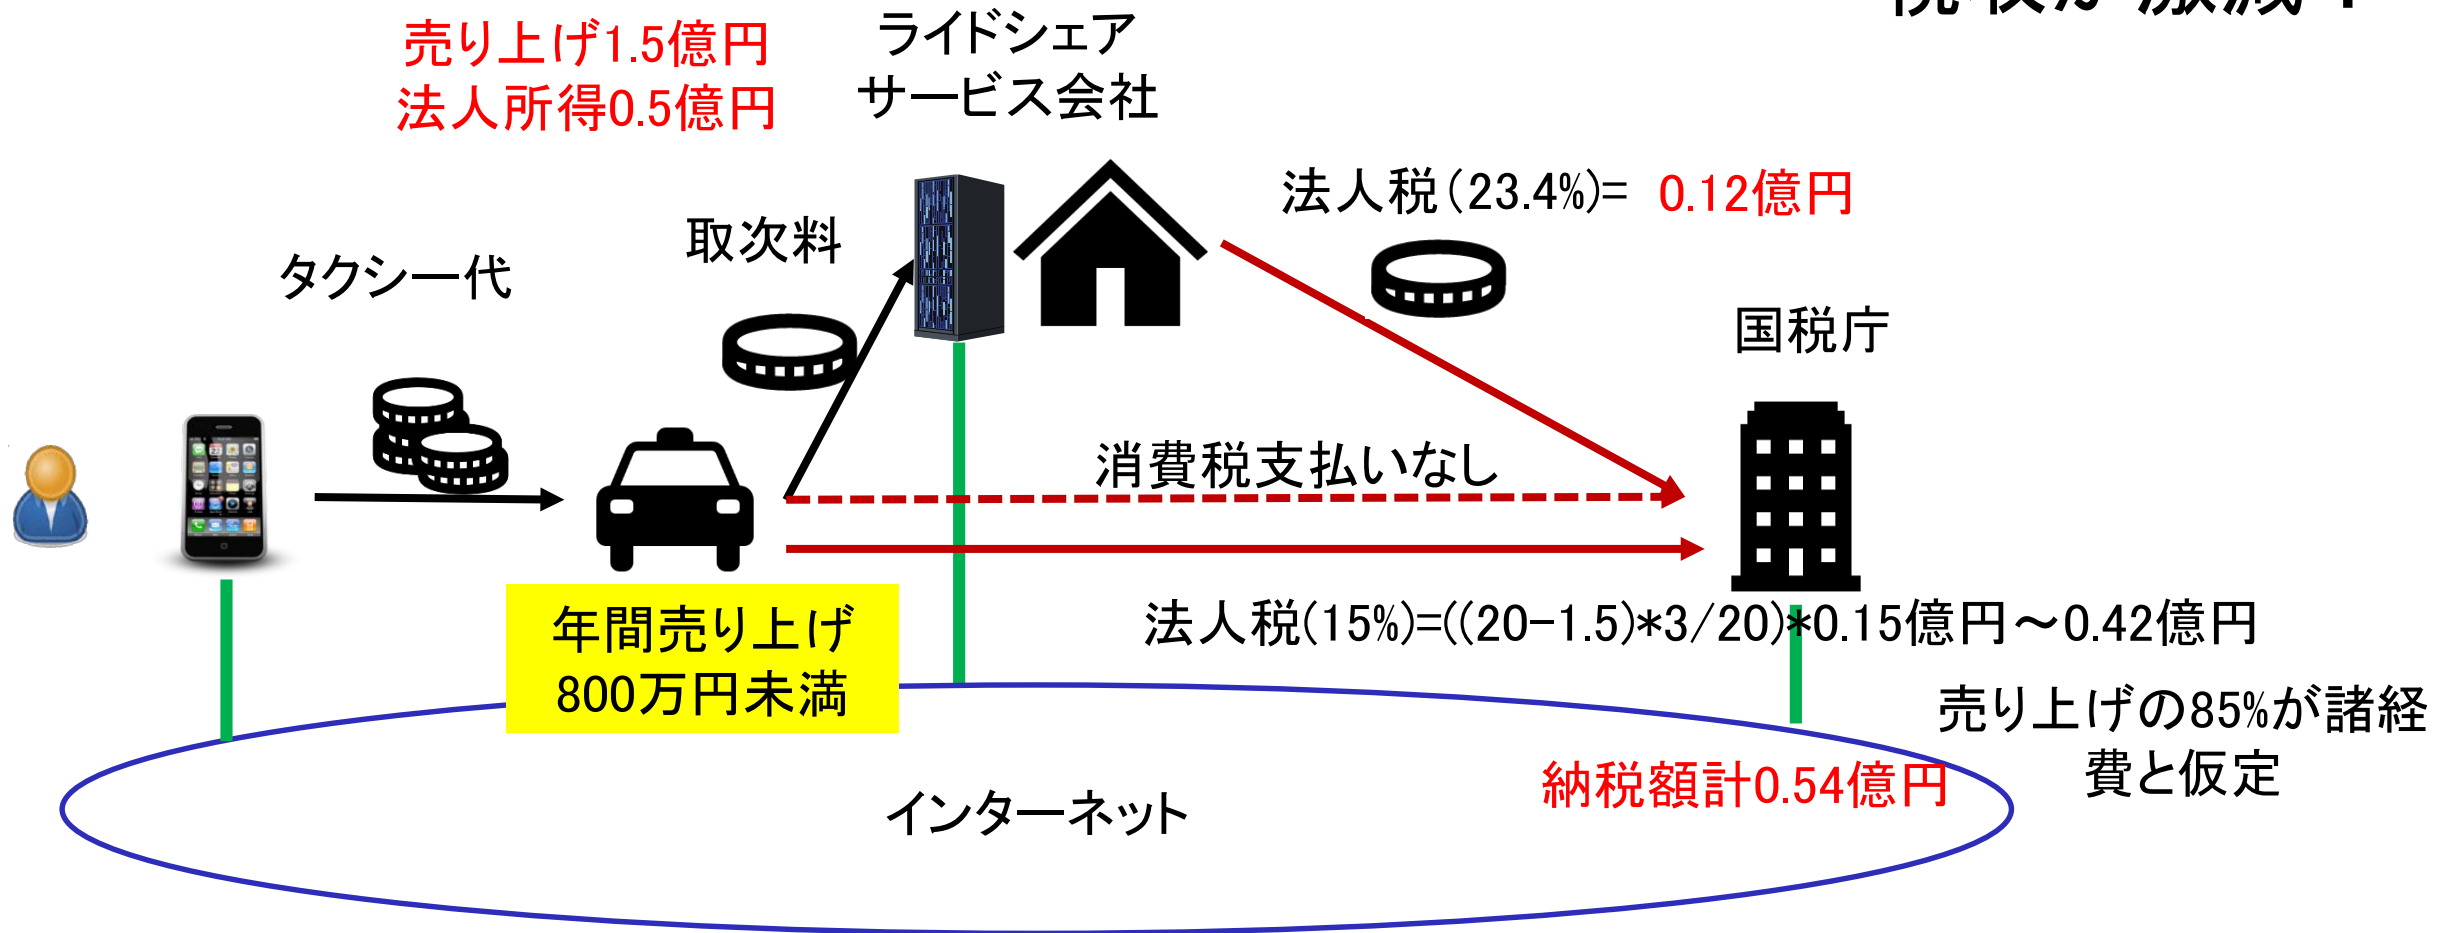 売り上げ1.5億円
法人所得0.5億円
ライドシェア
サービス会社
法人税(23.4%)= 0.12億円
取次料
タクシー代
国税庁
消費税支払いなし
年間売り上げ
800万円未満
法人税(15%)=((20-1.5)*3/20)*0.15億円～0.42億円
売り上げの85%が諸経
費と仮定
納税額計0.54億円
インターネット